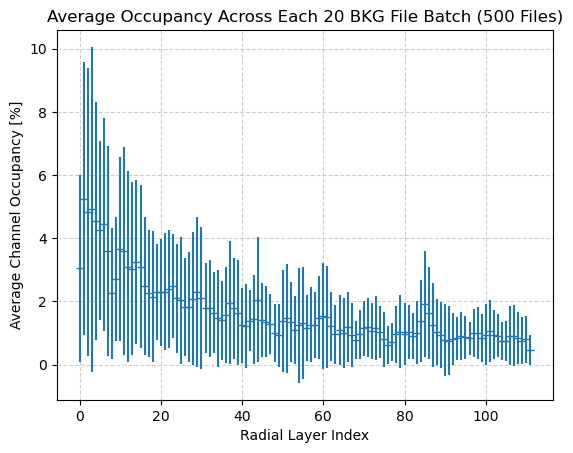 Average Occupancy Across Each 20 BKG File Batch (500 Files)
Average Channel Occupancy [%]
10
8
6
4
2
0
0 20 40 60 80 100
Radial Layer Index